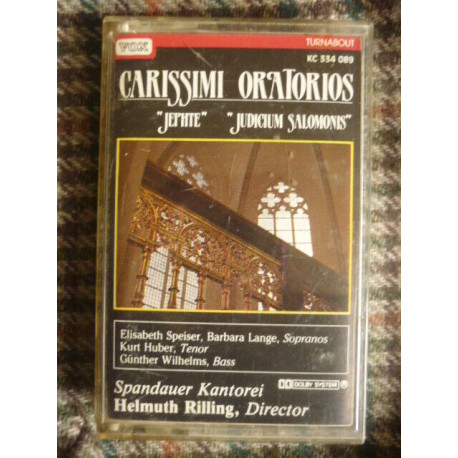 VOX TURNABOUT
KC 334 089
CARISSIMI ORATORIOS
"JEPHTE" "JUDICIUM SALOMONIS"
Elisabeth Speiser, Barbara Lange, Sopranos
Kurt Huber, Tenor
Günther Wilhelms, Bass
Spandauer Kantorei DOLBY SYSTEM
Helmuth Rilling, Director